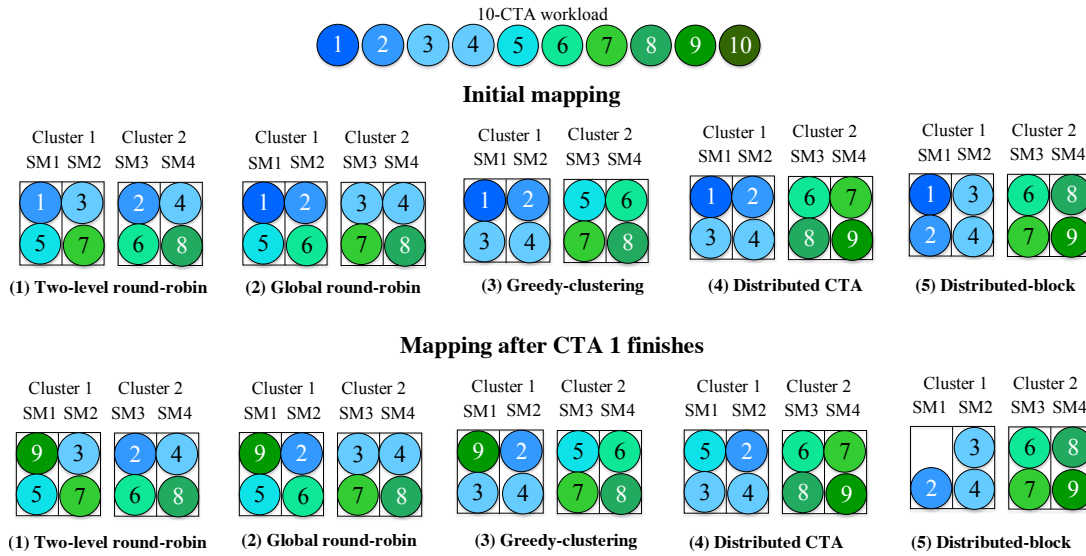 10-CTA workload
1 2 3 4 5 6 7 8 9 10
Initial mapping
Cluster 1 Cluster 2 Cluster 1 Cluster 2 Cluster 1 Cluster 2 Cluster 1 Cluster 2 Cluster 1 Cluster 2
SM1 SM2 SM3 SM4 SM1 SM2 SM3 SM4 SM1 SM2 SM3 SM4 SM1 SM2 SM3 SM4 SM1 SM2 SM3 SM4
1 3 2 4 1 2 3 4 1 2 5 6 1 2 6 7 1 3 6 8
5 7 6 8 5 6 7 8 3 4 7 8 3 4 8 9 2 4 7 9
(1) Two-level round-robin (2) Global round-robin (3) Greedy-clustering (4) Distributed CTA (5) Distributed-block
Mapping after CTA 1 finishes
Cluster 1 Cluster 2 Cluster 1 Cluster 2 Cluster 1 Cluster 2 Cluster 1 Cluster 2 Cluster 1 Cluster 2
SM1 SM2 SM3 SM4 SM1 SM2 SM3 SM4 SM1 SM2 SM3 SM4 SM1 SM2 SM3 SM4 SM1 SM2 SM3 SM4
9 3 2 4 9 2 3 4 9 2 5 6 5 2 6 7 3 6 8
5 7 6 8 5 6 7 8 3 4 7 8 3 4 8 9 2 4 7 9
(1) Two-level round-robin (2) Global round-robin (3) Greedy-clustering (4) Distributed CTA (5) Distributed-block